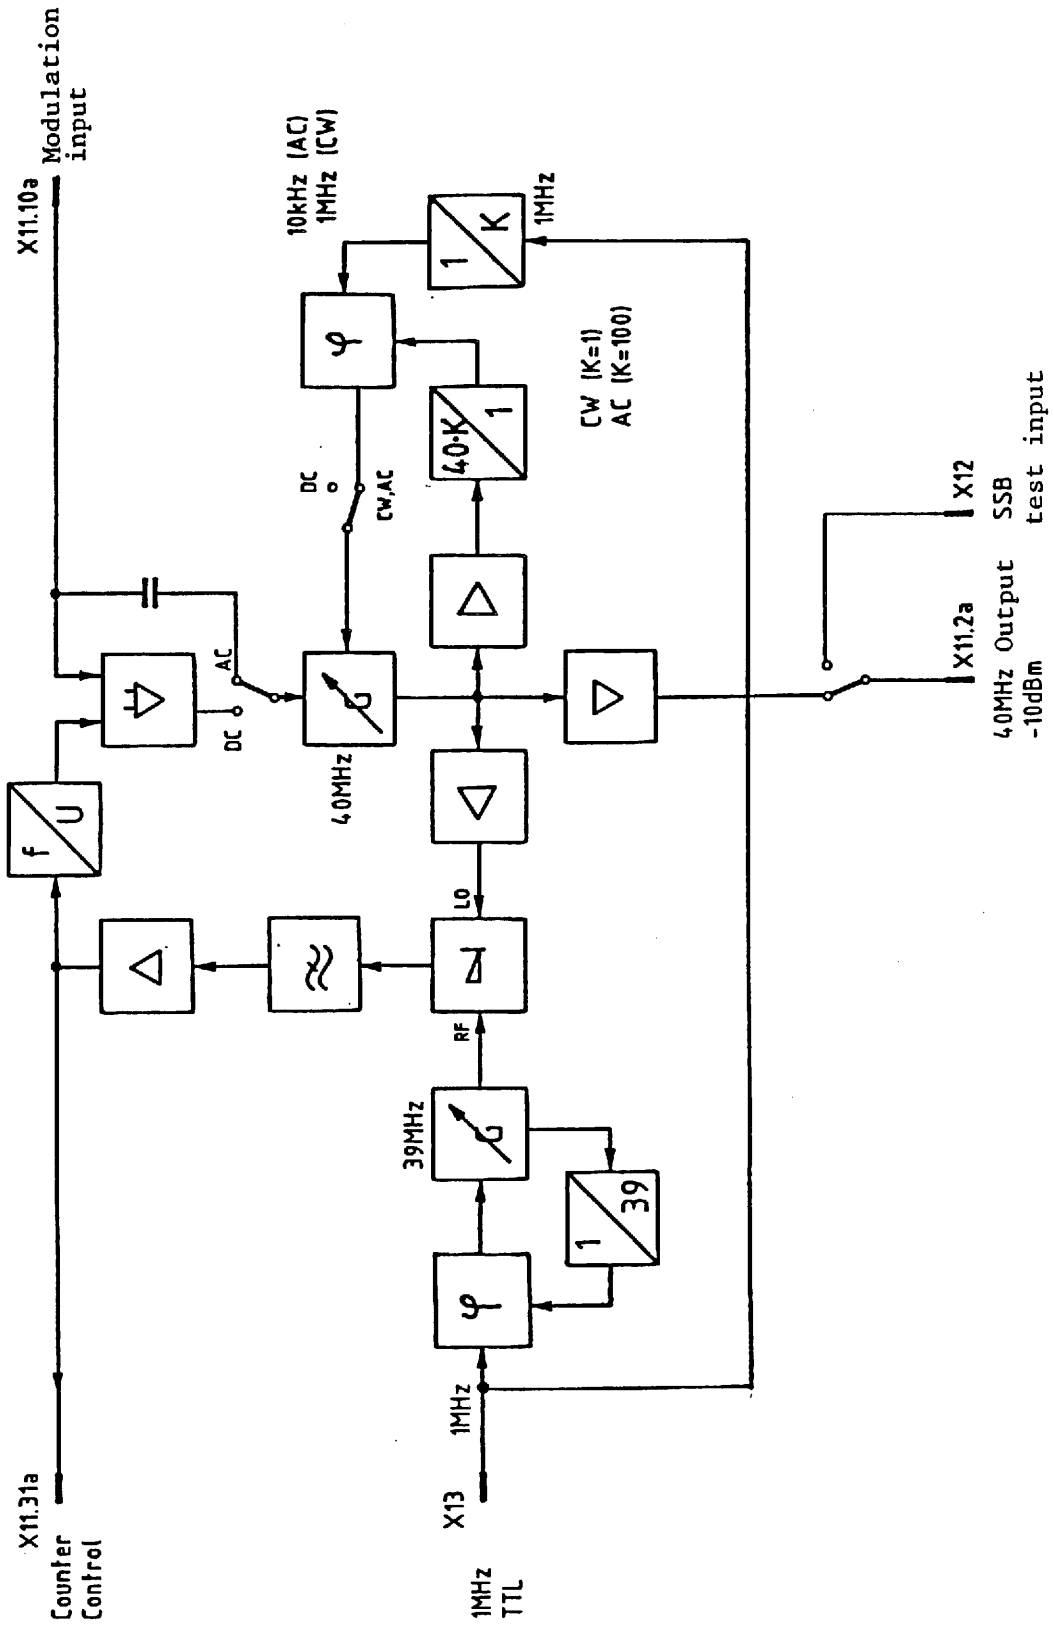 X11.31a
Counter
Control
X11.10a
Modulation
input
f
U
DC
AC
40MHz
DC
CW,AC
φ
10kHz (AC)
1MHz (CW)
1
K
1MHz
40·K
1
CW (K=1)
AC (K=100)
G
LO
RF
39MHz
G
1
39
φ
1MHz
X13
1MHz
TTL
X11.2a
40MHz Output
-10dBm
X12
SSB
test input